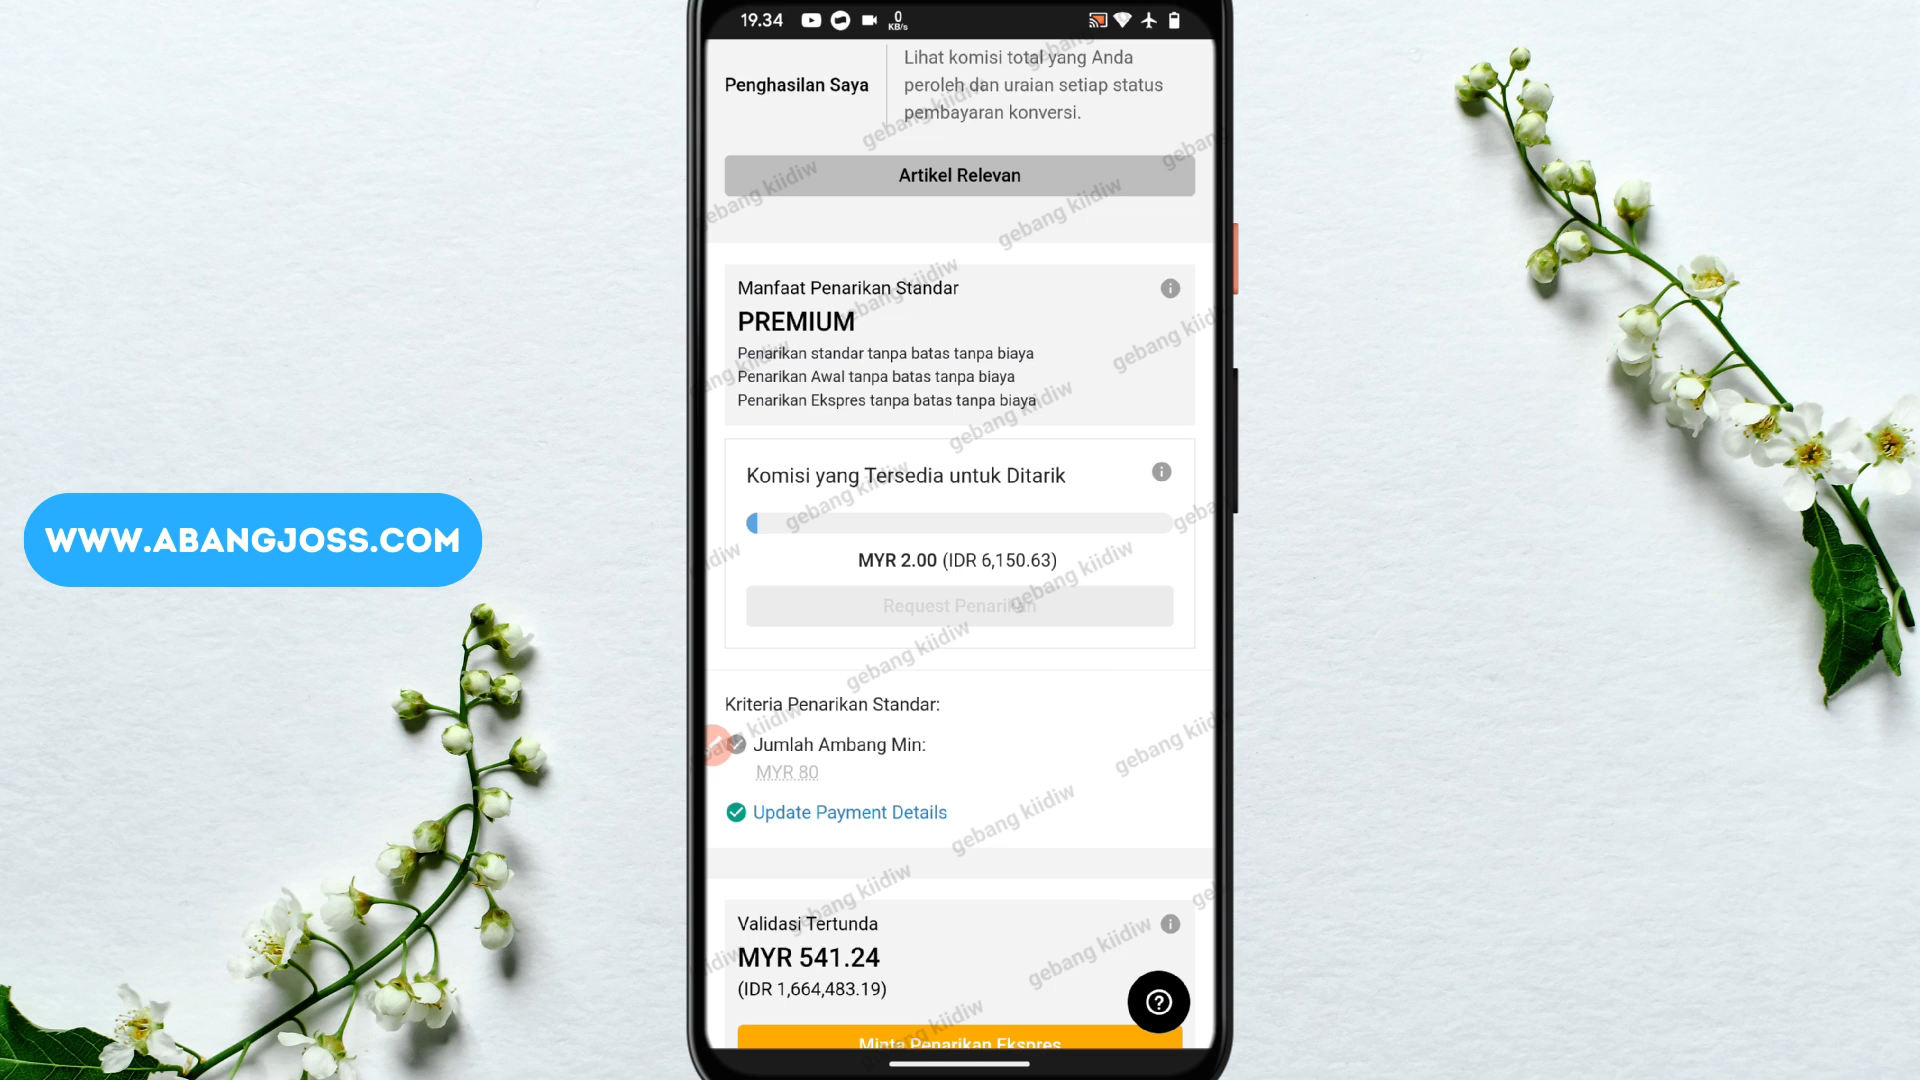 19.34
0
KB/s
Penghasilan Saya
Lihat komisi total yang Anda
peroleh dan uraian setiap status
pembayaran konversi.
Artikel Relevan
Manfaat Penarikan Standar
PREMIUM
Penarikan standar tanpa batas tanpa biaya
Penarikan Awal tanpa batas tanpa biaya
Penarikan Ekspres tanpa batas tanpa biaya
Komisi yang Tersedia untuk Ditarik
MYR 2.00 (IDR 6,150.63)
Request Penarikan
WWW.ABANGJOSS.COM
Kriteria Penarikan Standar:
Jumlah Ambang Min:
MYR 80
Update Payment Details
Validasi Tertunda
MYR 541.24
(IDR 1,664,483.19)
Minta Penarikan Ekspres
gebang kiidiw